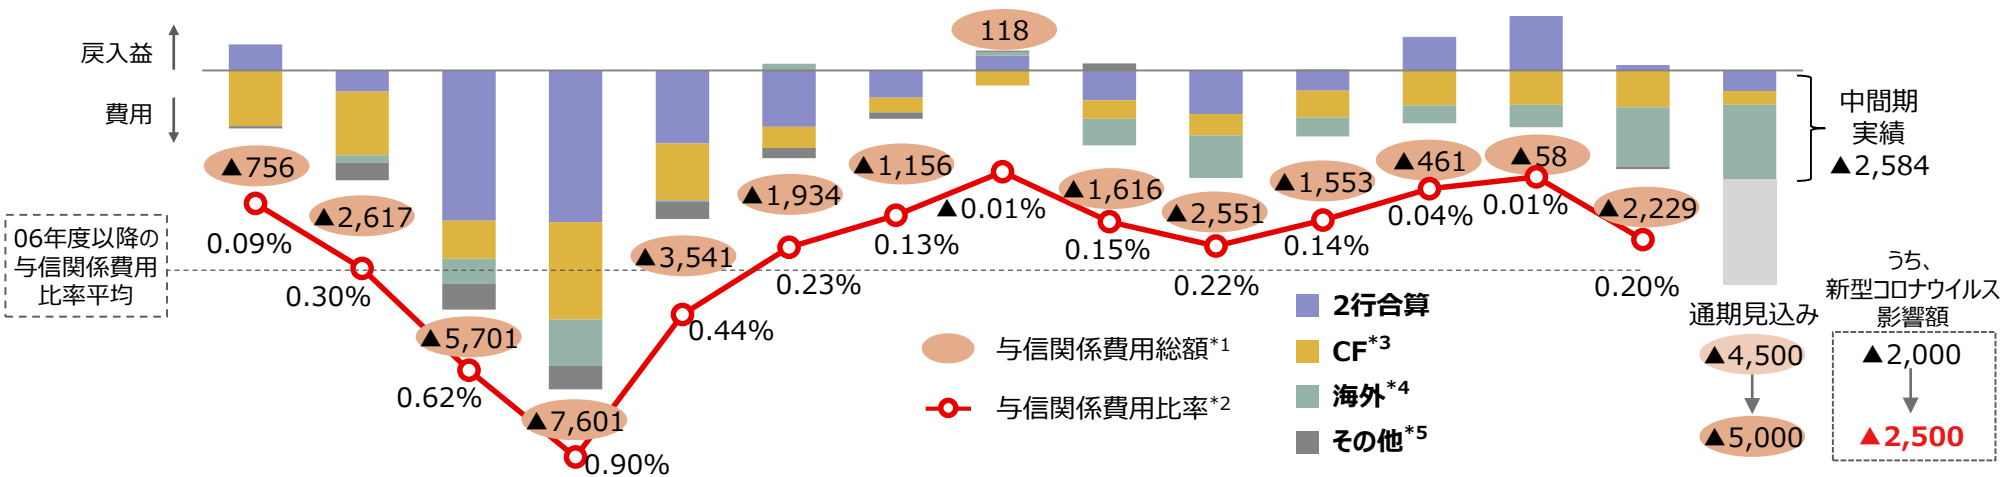 戻入益
費用
118
▲756
▲2,617
▲5,701
▲7,601
▲3,541
▲1,934
▲1,156
▲1,616
▲2,551
▲1,553
▲461
▲58
▲2,229
中間期
実績
▲2,584
06年度以降の
与信関係費用
比率平均
0.09%
0.30%
0.62%
0.90%
0.44%
0.23%
0.13%
▲0.01%
0.15%
0.22%
0.14%
0.04%
0.01%
0.20%
与信関係費用総額*1
与信関係費用比率*2
2行合算
CF*3
海外*4
その他*5
通期見込み
▲4,500
▲5,000
うち、
新型コロナウイルス
影響額
▲2,000
▲2,500